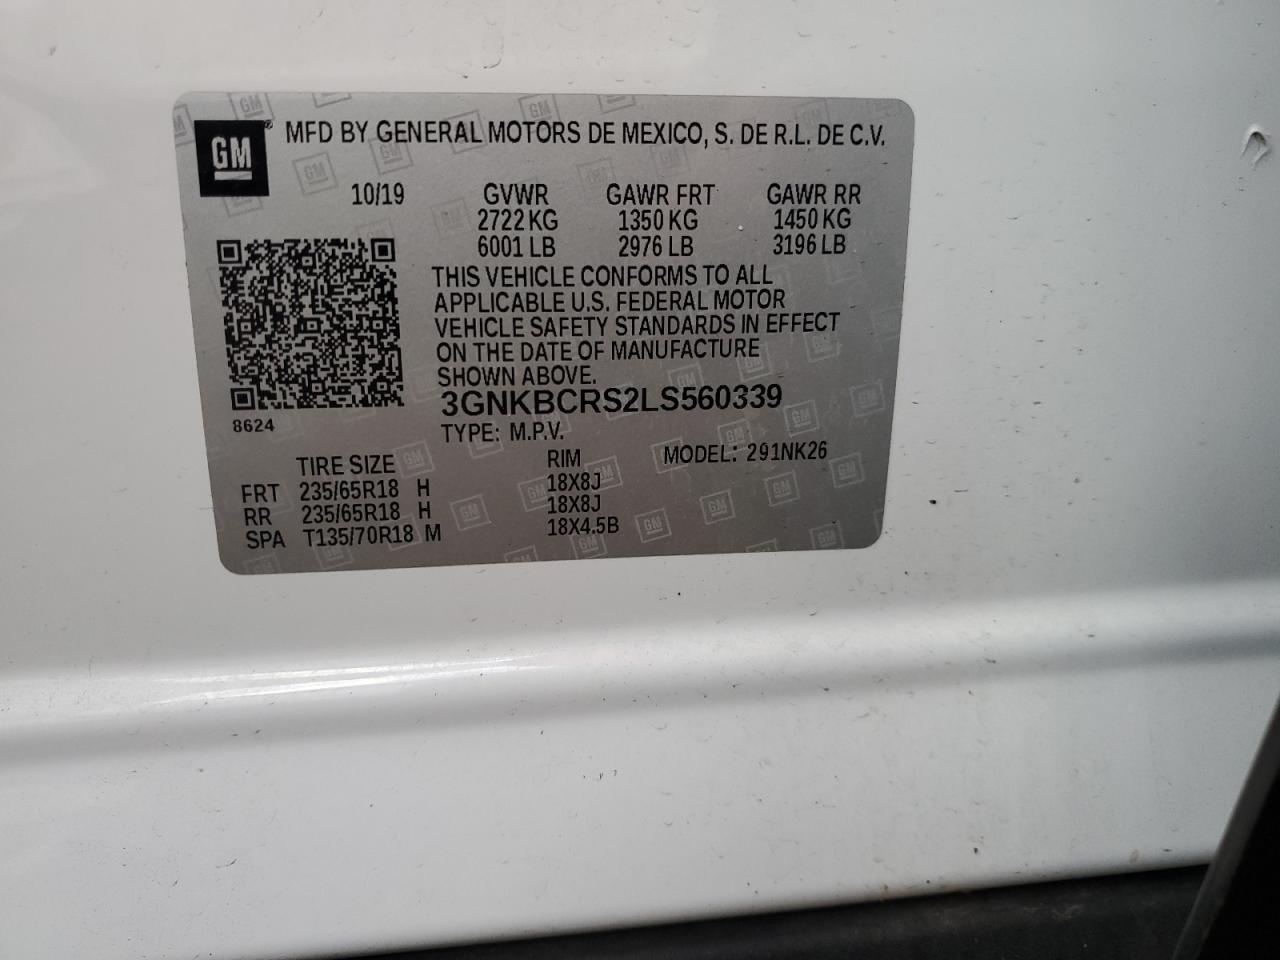 GM
MFD BY GENERAL MOTORS DE MEXICO, S. DE R.L. DE C.V.
10/19 GVWR GAWR FRT GAWR RR
2722 KG 1350 KG 1450 KG
6001 LB 2976 LB 3196 LB
THIS VEHICLE CONFORMS TO ALL
APPLICABLE U.S. FEDERAL MOTOR
VEHICLE SAFETY STANDARDS IN EFFECT
ON THE DATE OF MANUFACTURE
SHOWN ABOVE.
3GNKBCRS2LS560339
8624
TYPE: M.P.V.
TIRE SIZE RIM MODEL: 291NK26
FRT 235/65R18 H 18X8J
RR 235/65R18 H 18X8J
SPA T135/70R18 M 18X4.5B